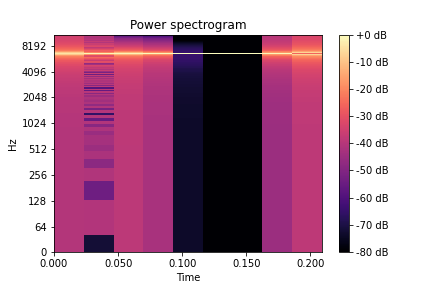 Power spectrogram
8192
4096
2048
1024
512
256
128
64
0
Hz
0.000 0.050 0.100 0.150 0.200
Time
+0 dB
-10 dB
-20 dB
-30 dB
-40 dB
-50 dB
-60 dB
-70 dB
-80 dB